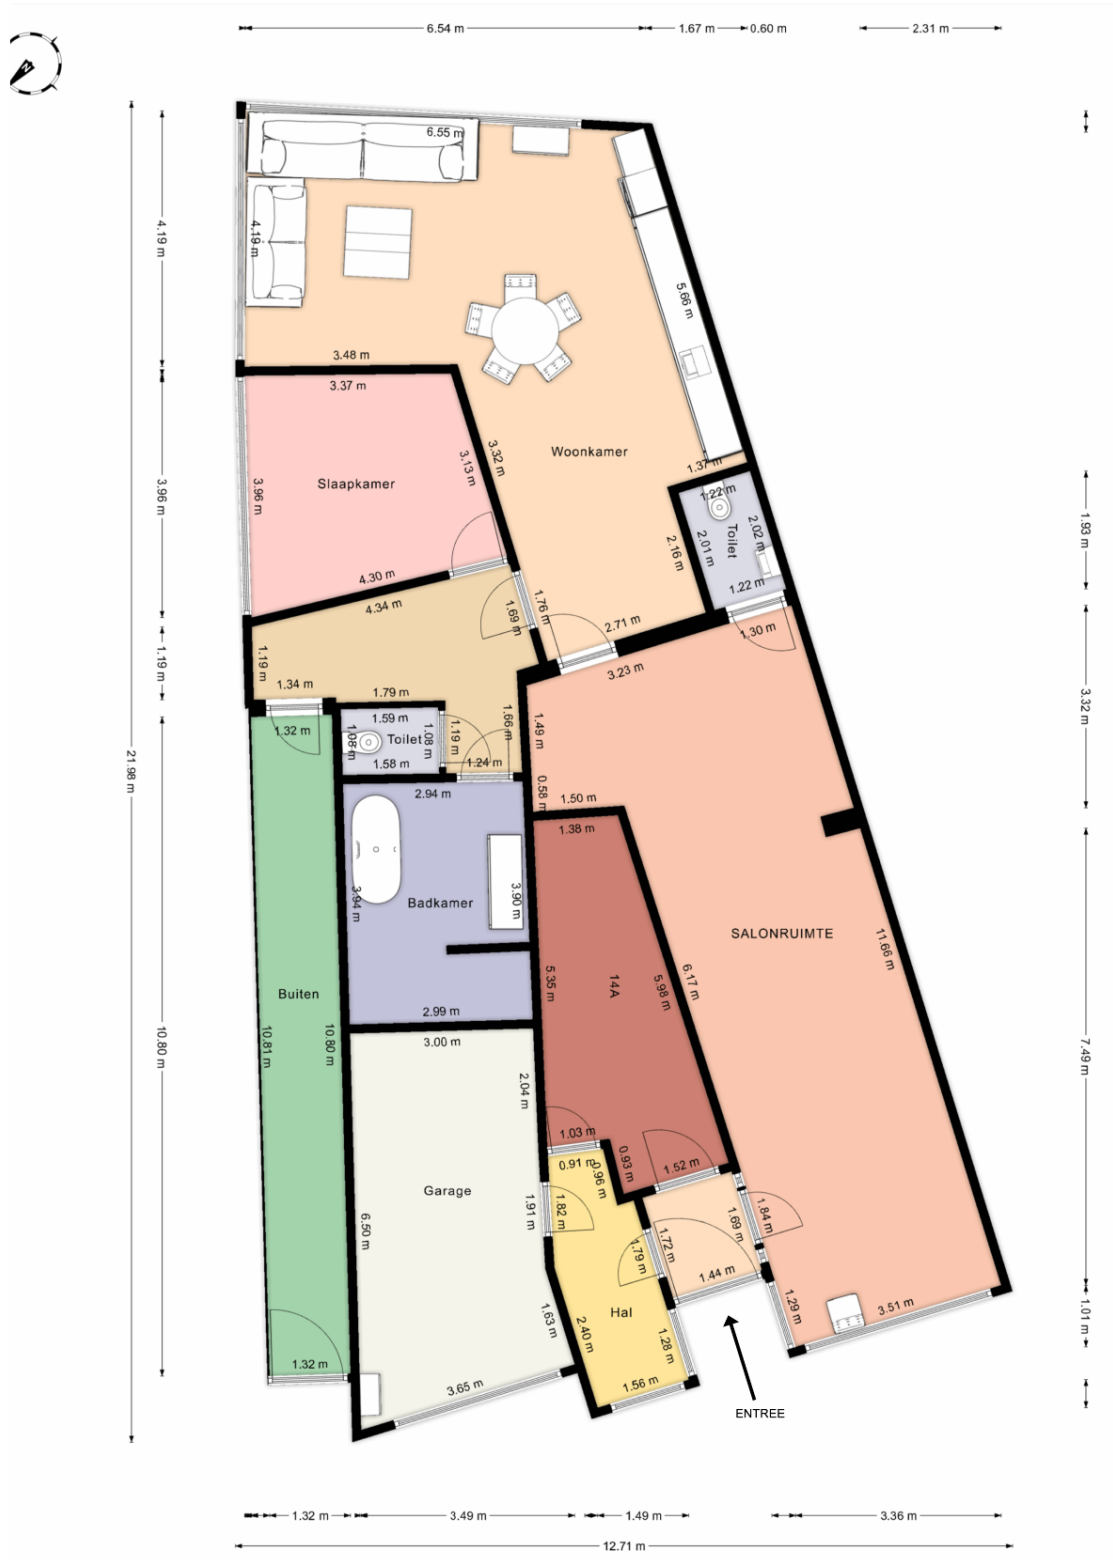 6.54 m
1.67 m
0.60 m
2.31 m
N
6.55 m
4.19 m
4.19 m
5.66 m
3.48 m
3.37 m
3.32 m
3.13 m
Woonkamer
1.37 m
Slaapkamer
3.96 m
3.96 m
1.22 m
Toilet
2.02 m
2.01 m
2.16 m
1.93 m
4.30 m
4.34 m
1.22 m
1.76 m
1.69 m
2.71 m
1.30 m
1.19 m
1.19 m
3.23 m
1.34 m
1.79 m
3.32 m
1.32 m
1.59 m
1.08 m
Toilet
1.08 m
1.19 m
1.66 m
1.49 m
21.98 m
1.58 m
1.24 m
0.58 m
2.94 m
1.50 m
1.38 m
3.94 m
Badkamer
3.90 m
SALONRUIMTE
11.66 m
Buiten
5.35 m
14A
5.98 m
6.17 m
2.99 m
10.80 m
10.81 m
10.80 m
3.00 m
7.49 m
2.04 m
1.03 m
0.91 m
0.96 m
0.93 m
1.52 m
Garage
6.50 m
1.91 m
1.82 m
1.79 m
1.72 m
1.69 m
1.84 m
1.44 m
Hal
1.63 m
2.40 m
1.28 m
1.29 m
3.51 m
1.01 m
1.32 m
3.65 m
1.56 m
ENTREE
1.32 m
3.49 m
1.49 m
3.36 m
12.71 m